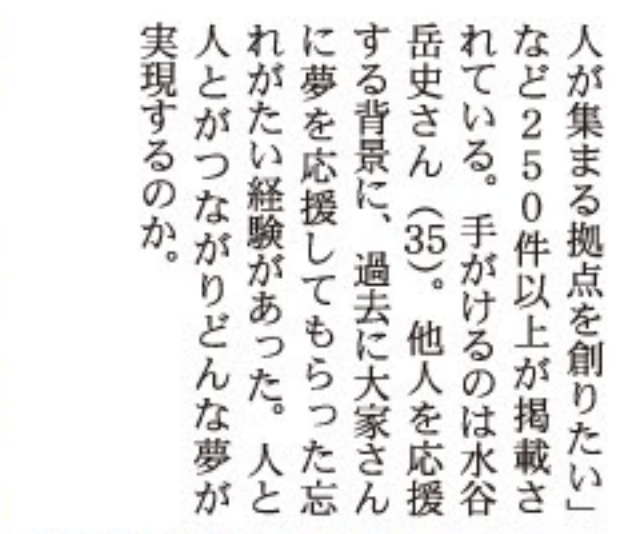 人が集まる拠点を創りたい」
など250件以上が掲載さ
れている。手がけるのは水谷
岳史さん（35）。他人を応援
する背景に、過去に大家さん
に夢を応援してもらった忘
れがたい経験があった。人と
人とがつながりどんな夢が
実現するのか。